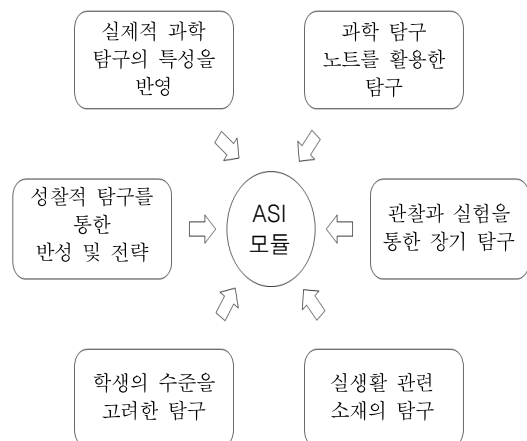 실제적 과학
탐구의 특성을
반영
과학 탐구
노트를 활용한
탐구
성찰적 탐구를
통한
반성 및 전략
ASI
모듈
관찰과 실험을
통한 장기 탐구
학생의 수준을
고려한 탐구
실생활 관련
소재의 탐구